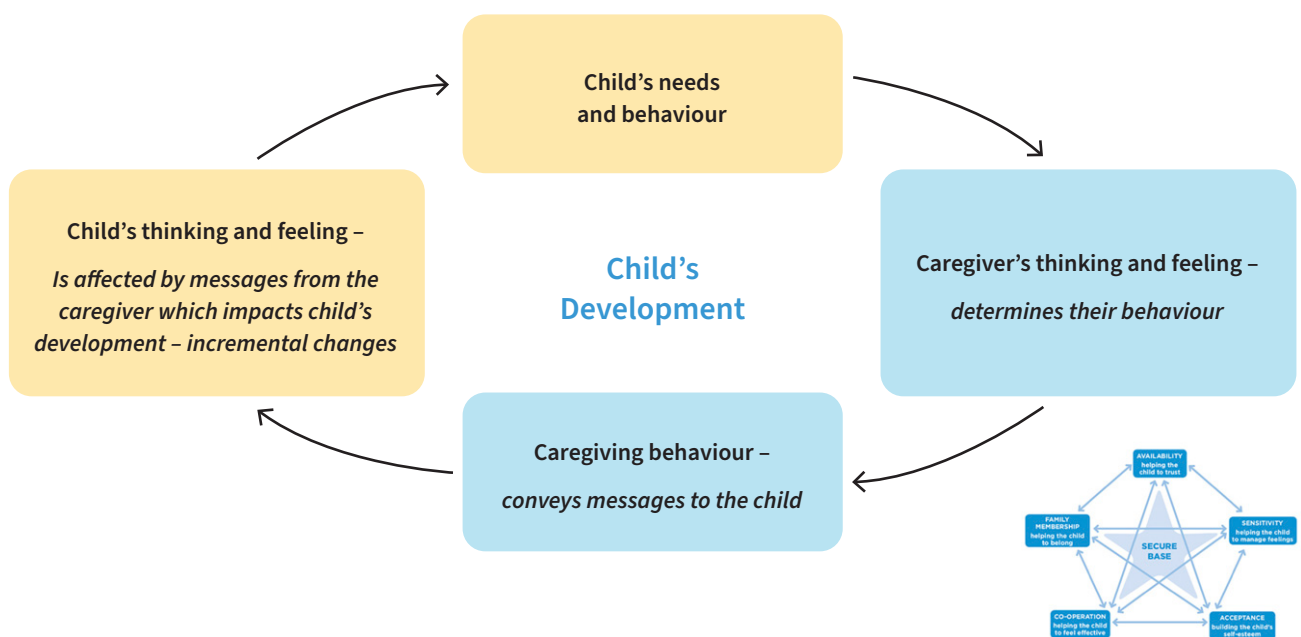 Child’s needs
and behaviour
Child’s thinking and feeling –
Is affected by messages from the
caregiver which impacts child’s
development – incremental changes
Child’s
Development
Caregiver’s thinking and feeling –
determines their behaviour
Caregiving behaviour –
conveys messages to the child
AVAILABILITY
helping the
child to trust
FAMILY
MEMBERSHIP
helping the child
to belong
SENSITIVITY
helping the child
to manage feelings
SECURE
BASE
CO-OPERATION
helping the child
to feel effective
ACCEPTANCE
building the child's
self-esteem